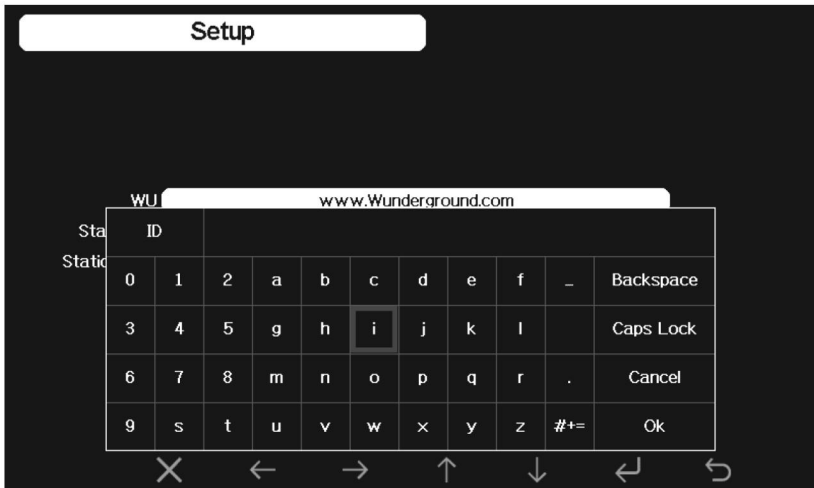 Setup
WU www.Wunderground.com
Sta ID
Static
0 1 2 a b c d e f _ Backspace
3 4 5 g h i j k l Caps Lock
6 7 8 m n o p q r . Cancel
9 s t u v w x y z #+= Ok